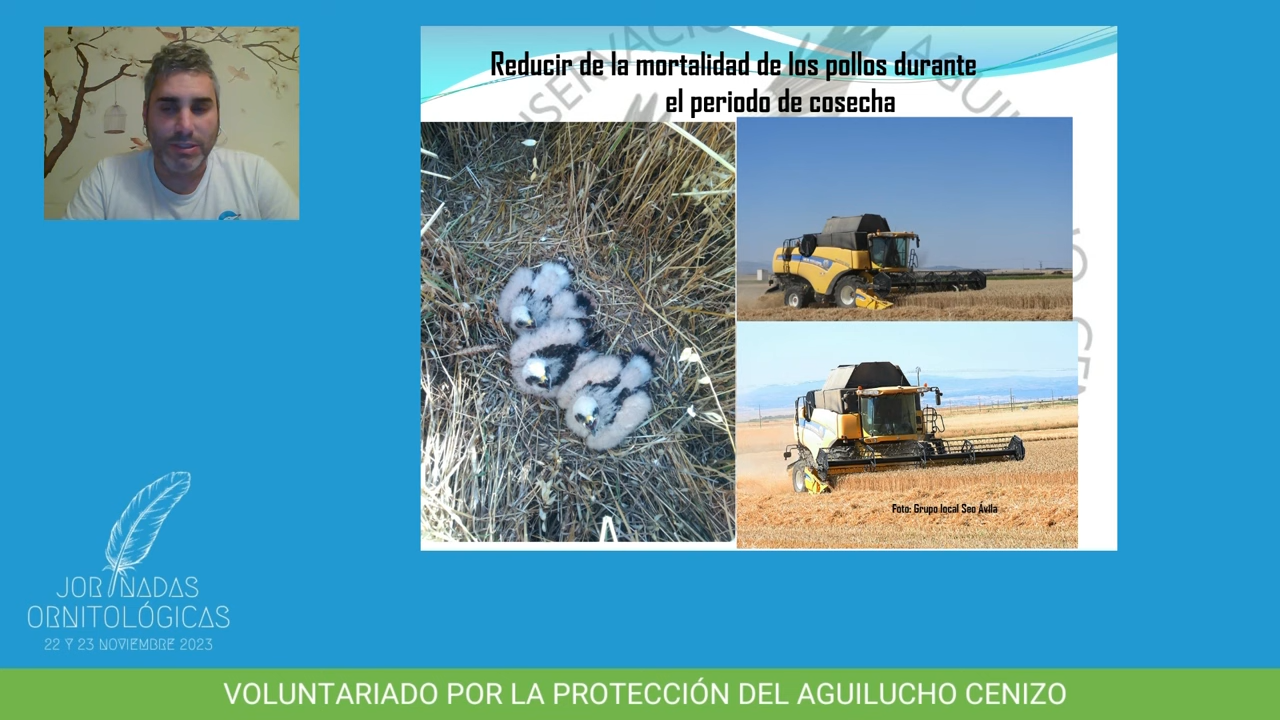 Reducir de la mortalidad de los pollos durante
el periodo de cosecha
Foto: Grupo local Seo Ávila
JORNADAS
ORNITOLÓGICAS
22 Y 23 NOVIEMBRE 2023
VOLUNTARIADO POR LA PROTECCIÓN DEL AGUILUCHO CENIZO